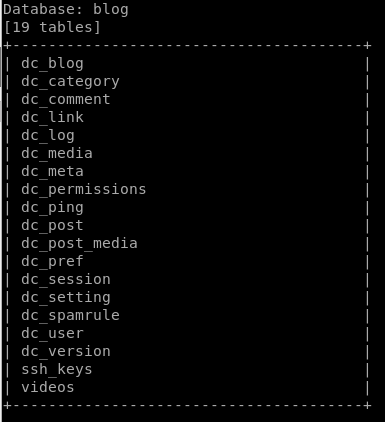 Database: blog
[19 tables]
+---------------------------------------+
| dc_blog                               |
| dc_category                           |
| dc_comment                            |
| dc_link                               |
| dc_log                                |
| dc_media                              |
| dc_meta                               |
| dc_permissions                        |
| dc_ping                               |
| dc_post                               |
| dc_post_media                         |
| dc_pref                               |
| dc_session                            |
| dc_setting                            |
| dc_spamrule                           |
| dc_user                               |
| dc_version                            |
| ssh_keys                              |
| videos                                |
+---------------------------------------+